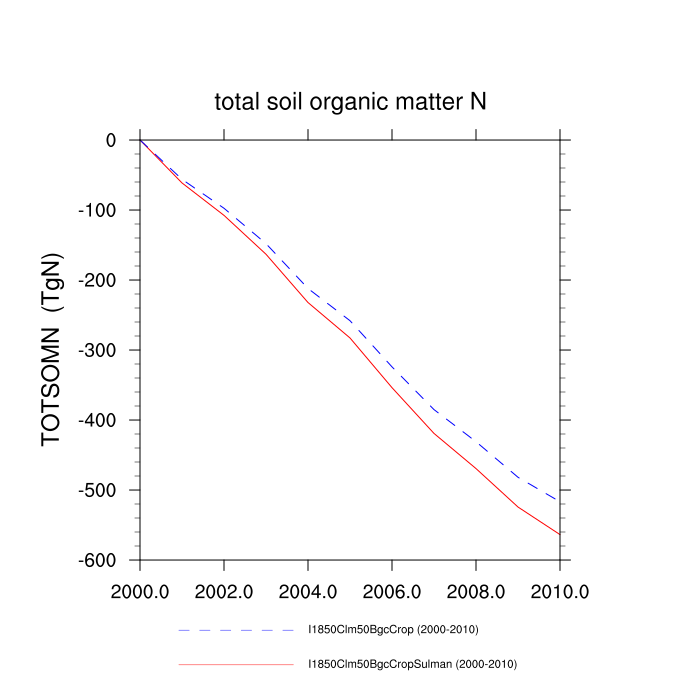 total soil organic matter N
TOTSOMN (TgN)
0
-100
-200
-300
-400
-500
-600
2000.0 2002.0 2004.0 2006.0 2008.0 2010.0
I1850Clm50BgcCrop (2000-2010)
I1850Clm50BgcCropSulman (2000-2010)